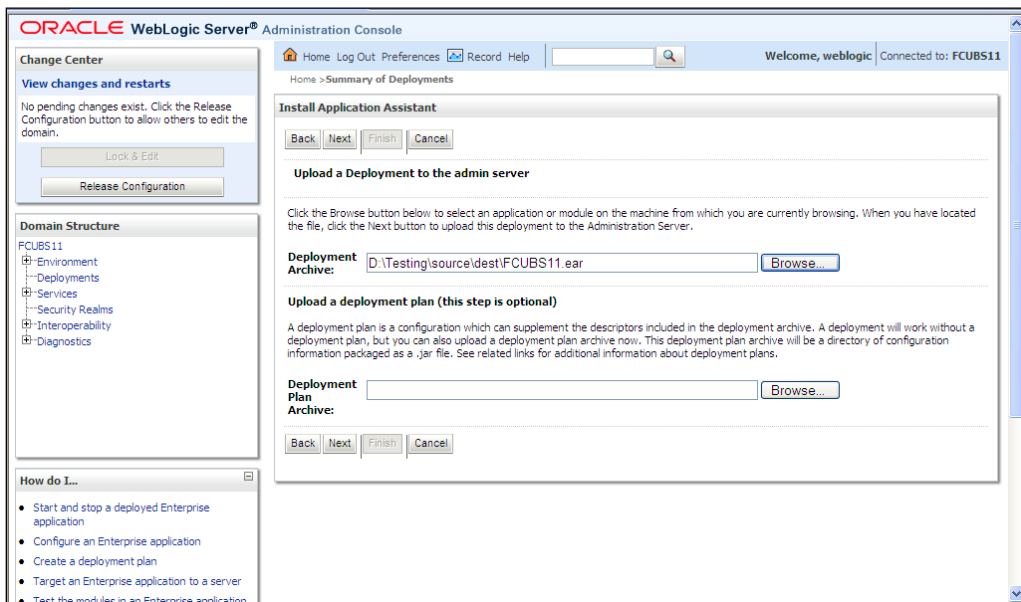 ORACLE WebLogic Server® Administration Console
Change Center
View changes and restarts
No pending changes exist. Click the Release
Configuration button to allow others to edit the
domain.
Lock & Edit
Release Configuration
Domain Structure
FCUBS11
Environment
Deployments
Services
Security Realms
Interoperability
Diagnostics
How do I...
Start and stop a deployed Enterprise
application
Configure an Enterprise application
Create a deployment plan
Target an Enterprise application to a server
Test the modules in an Enterprise application
Home Log Out Preferences Record Help
Welcome, weblogic Connected to: FCUBS11
Home >Summary of Deployments
Install Application Assistant
Back Next Finish Cancel
Upload a Deployment to the admin server
Click the Browse button below to select an application or module on the machine from which you are currently browsing. When you have located
the file, click the Next button to upload this deployment to the Administration Server.
Deployment
Archive:
D:\Testing\source\dest\FCUBS11.ear Browse...
Upload a deployment plan (this step is optional)
A deployment plan is a configuration which can supplement the descriptors included in the deployment archive. A deployment will work without a
deployment plan, but you can also upload a deployment plan archive now. This deployment plan archive will be a directory of configuration
information packaged as a .jar file. See related links for additional information about deployment plans.
Deployment
Plan
Archive:
Browse...
Back Next Finish Cancel